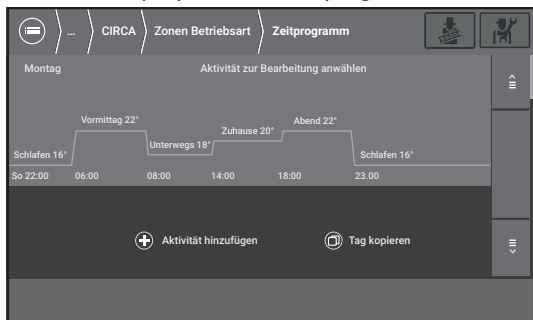 ... CIRCA Zonen Betriebsart Zeitprogramm
Montag Aktivität zur Bearbeitung anwählen
Vormittag 22° Abend 22°
Zuhause 20°
Unterwegs 18°
Schlafen 16° Schlafen 16°
So 22:00 06:00 08:00 14:00 18:00 23.00
Aktivität hinzufügen Tag kopieren